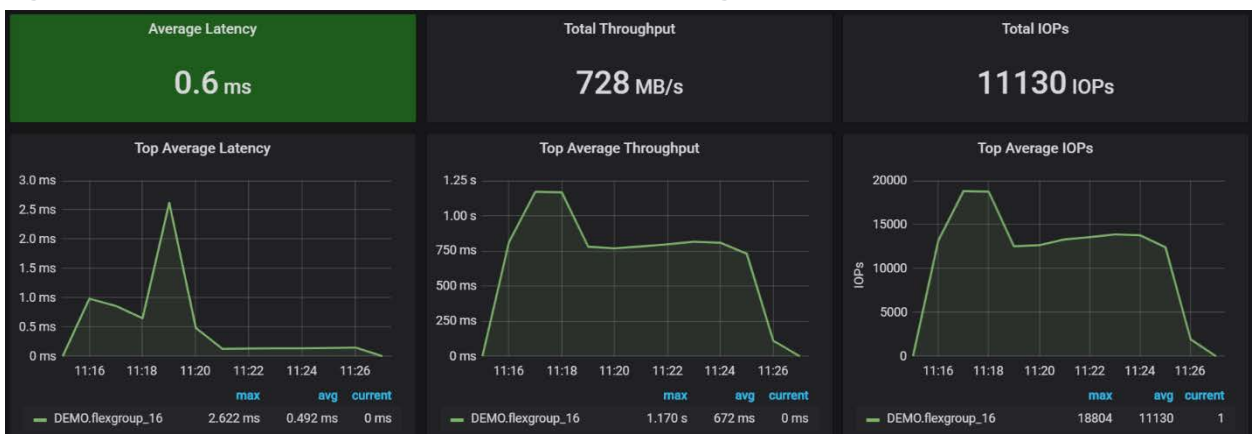 Average Latency
0.6 ms
Total Throughput
728 MB/s
Total IOPs
11130 IOPs
Top Average Latency
3.0 ms
2.5 ms
2.0 ms
1.5 ms
1.0 ms
0.5 ms
0 ms
11:16 11:18 11:20 11:22 11:24 11:26
max avg current
DEMO.flexgroup_16 2.622 ms 0.492 ms 0 ms
Top Average Throughput
1.25 s
1.00 s
750 ms
500 ms
250 ms
0 ms
11:16 11:18 11:20 11:22 11:24 11:26
max avg current
DEMO.flexgroup_16 1.170 s 672 ms 0 ms
Top Average IOPs
20000
15000
10000
5000
0
IOPs
11:16 11:18 11:20 11:22 11:24 11:26
max avg current
DEMO.flexgroup_16 18804 11130 1